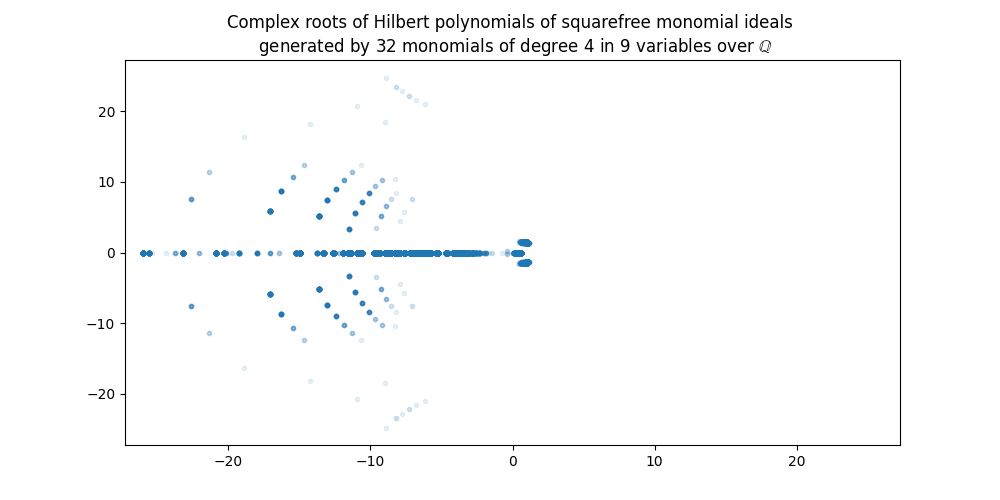 Complex roots of Hilbert polynomials of squarefree monomial ideals
generated by 32 monomials of degree 4 in 9 variables over ℚ
20
10
0
−10
−20
−20 −10 0 10 20